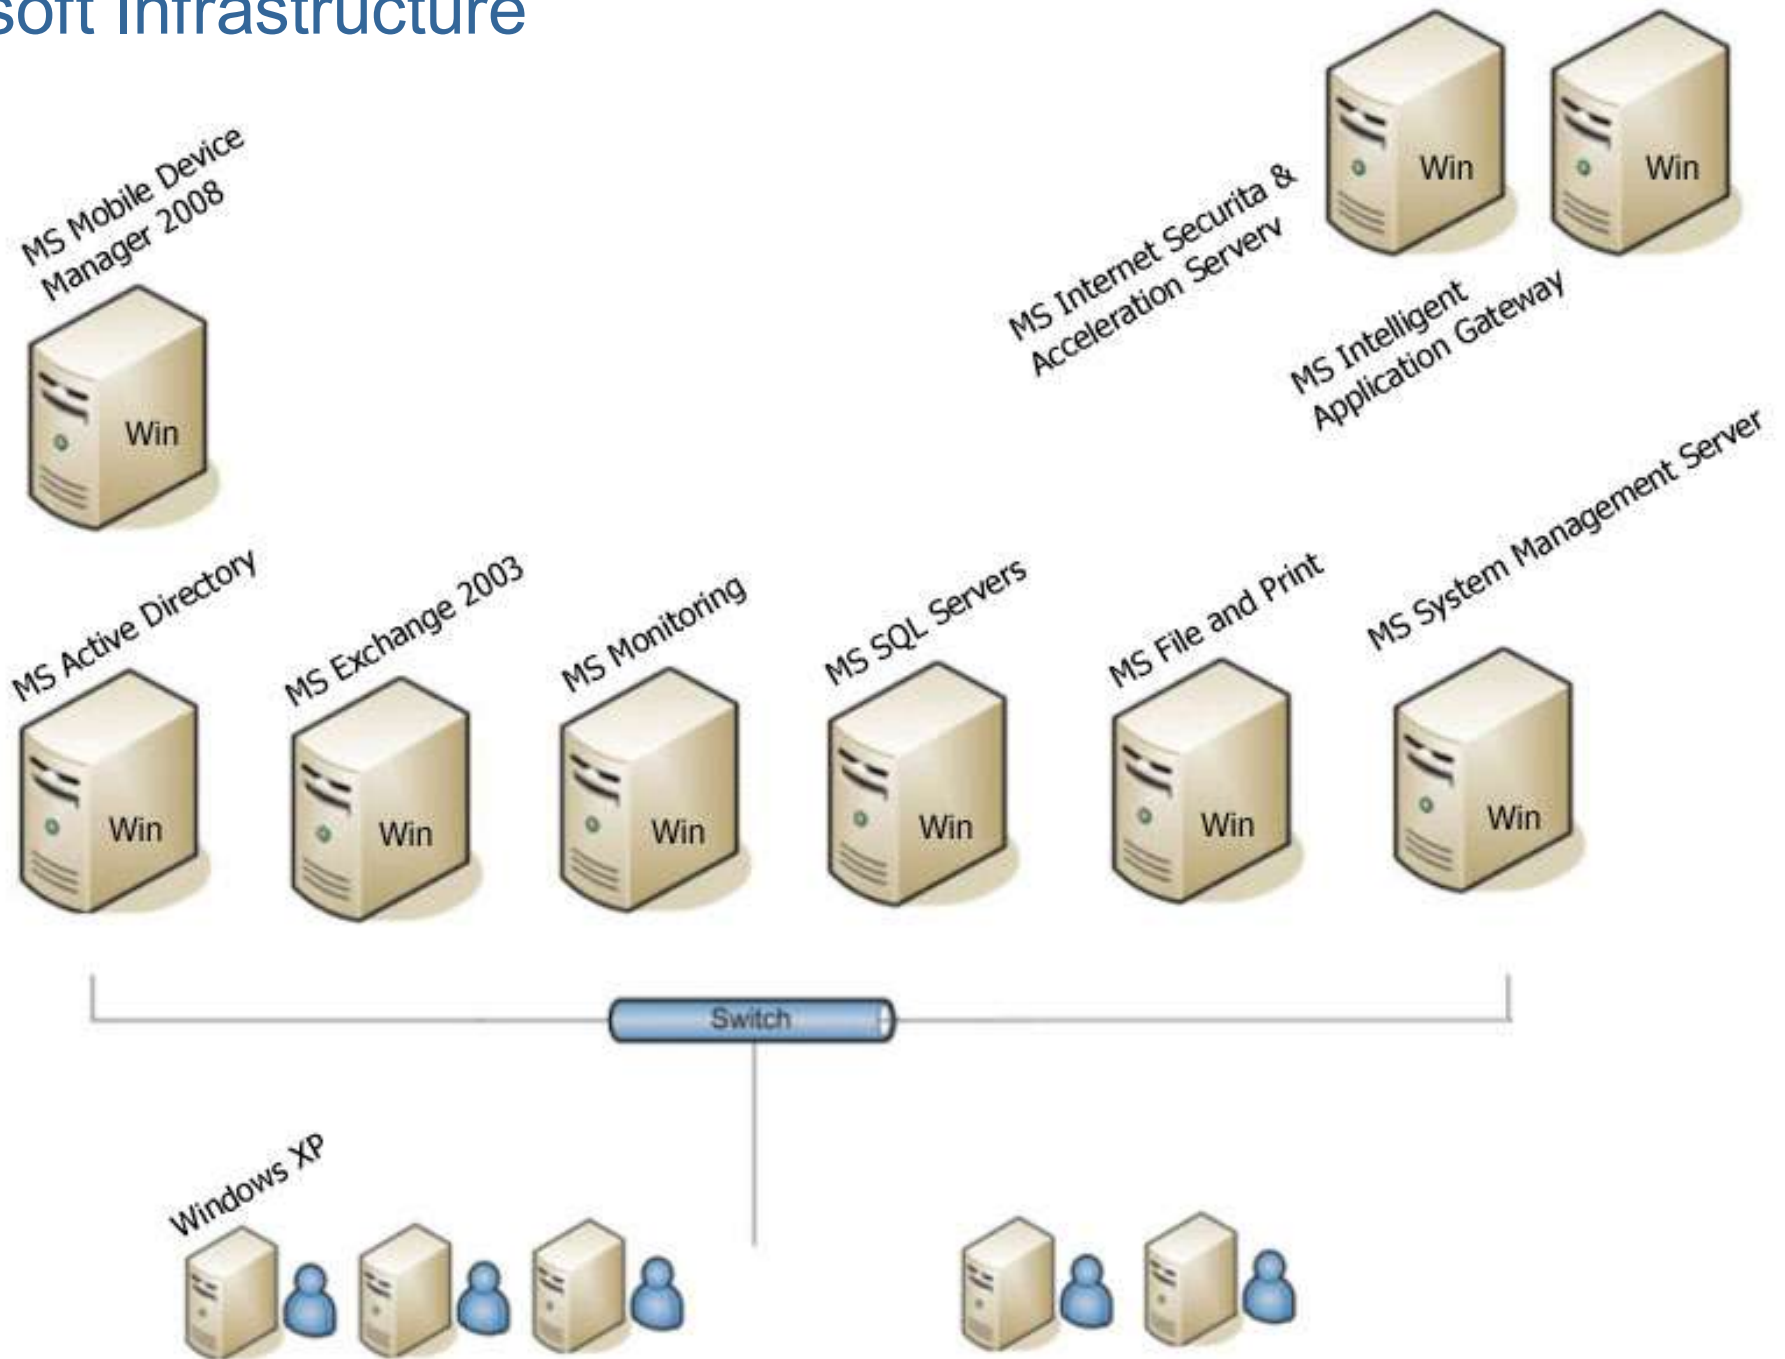 soft Infrastructure
MS Mobile Device
Manager 2008
Win
MS Internet Securita &
Acceleration Serverv
Win
MS Intelligent
Application Gateway
Win
MS Active Directory
Win
MS Exchange 2003
Win
MS Monitoring
Win
MS SQL Servers
Win
MS File and Print
Win
MS System Management Server
Win
Switch
Windows XP